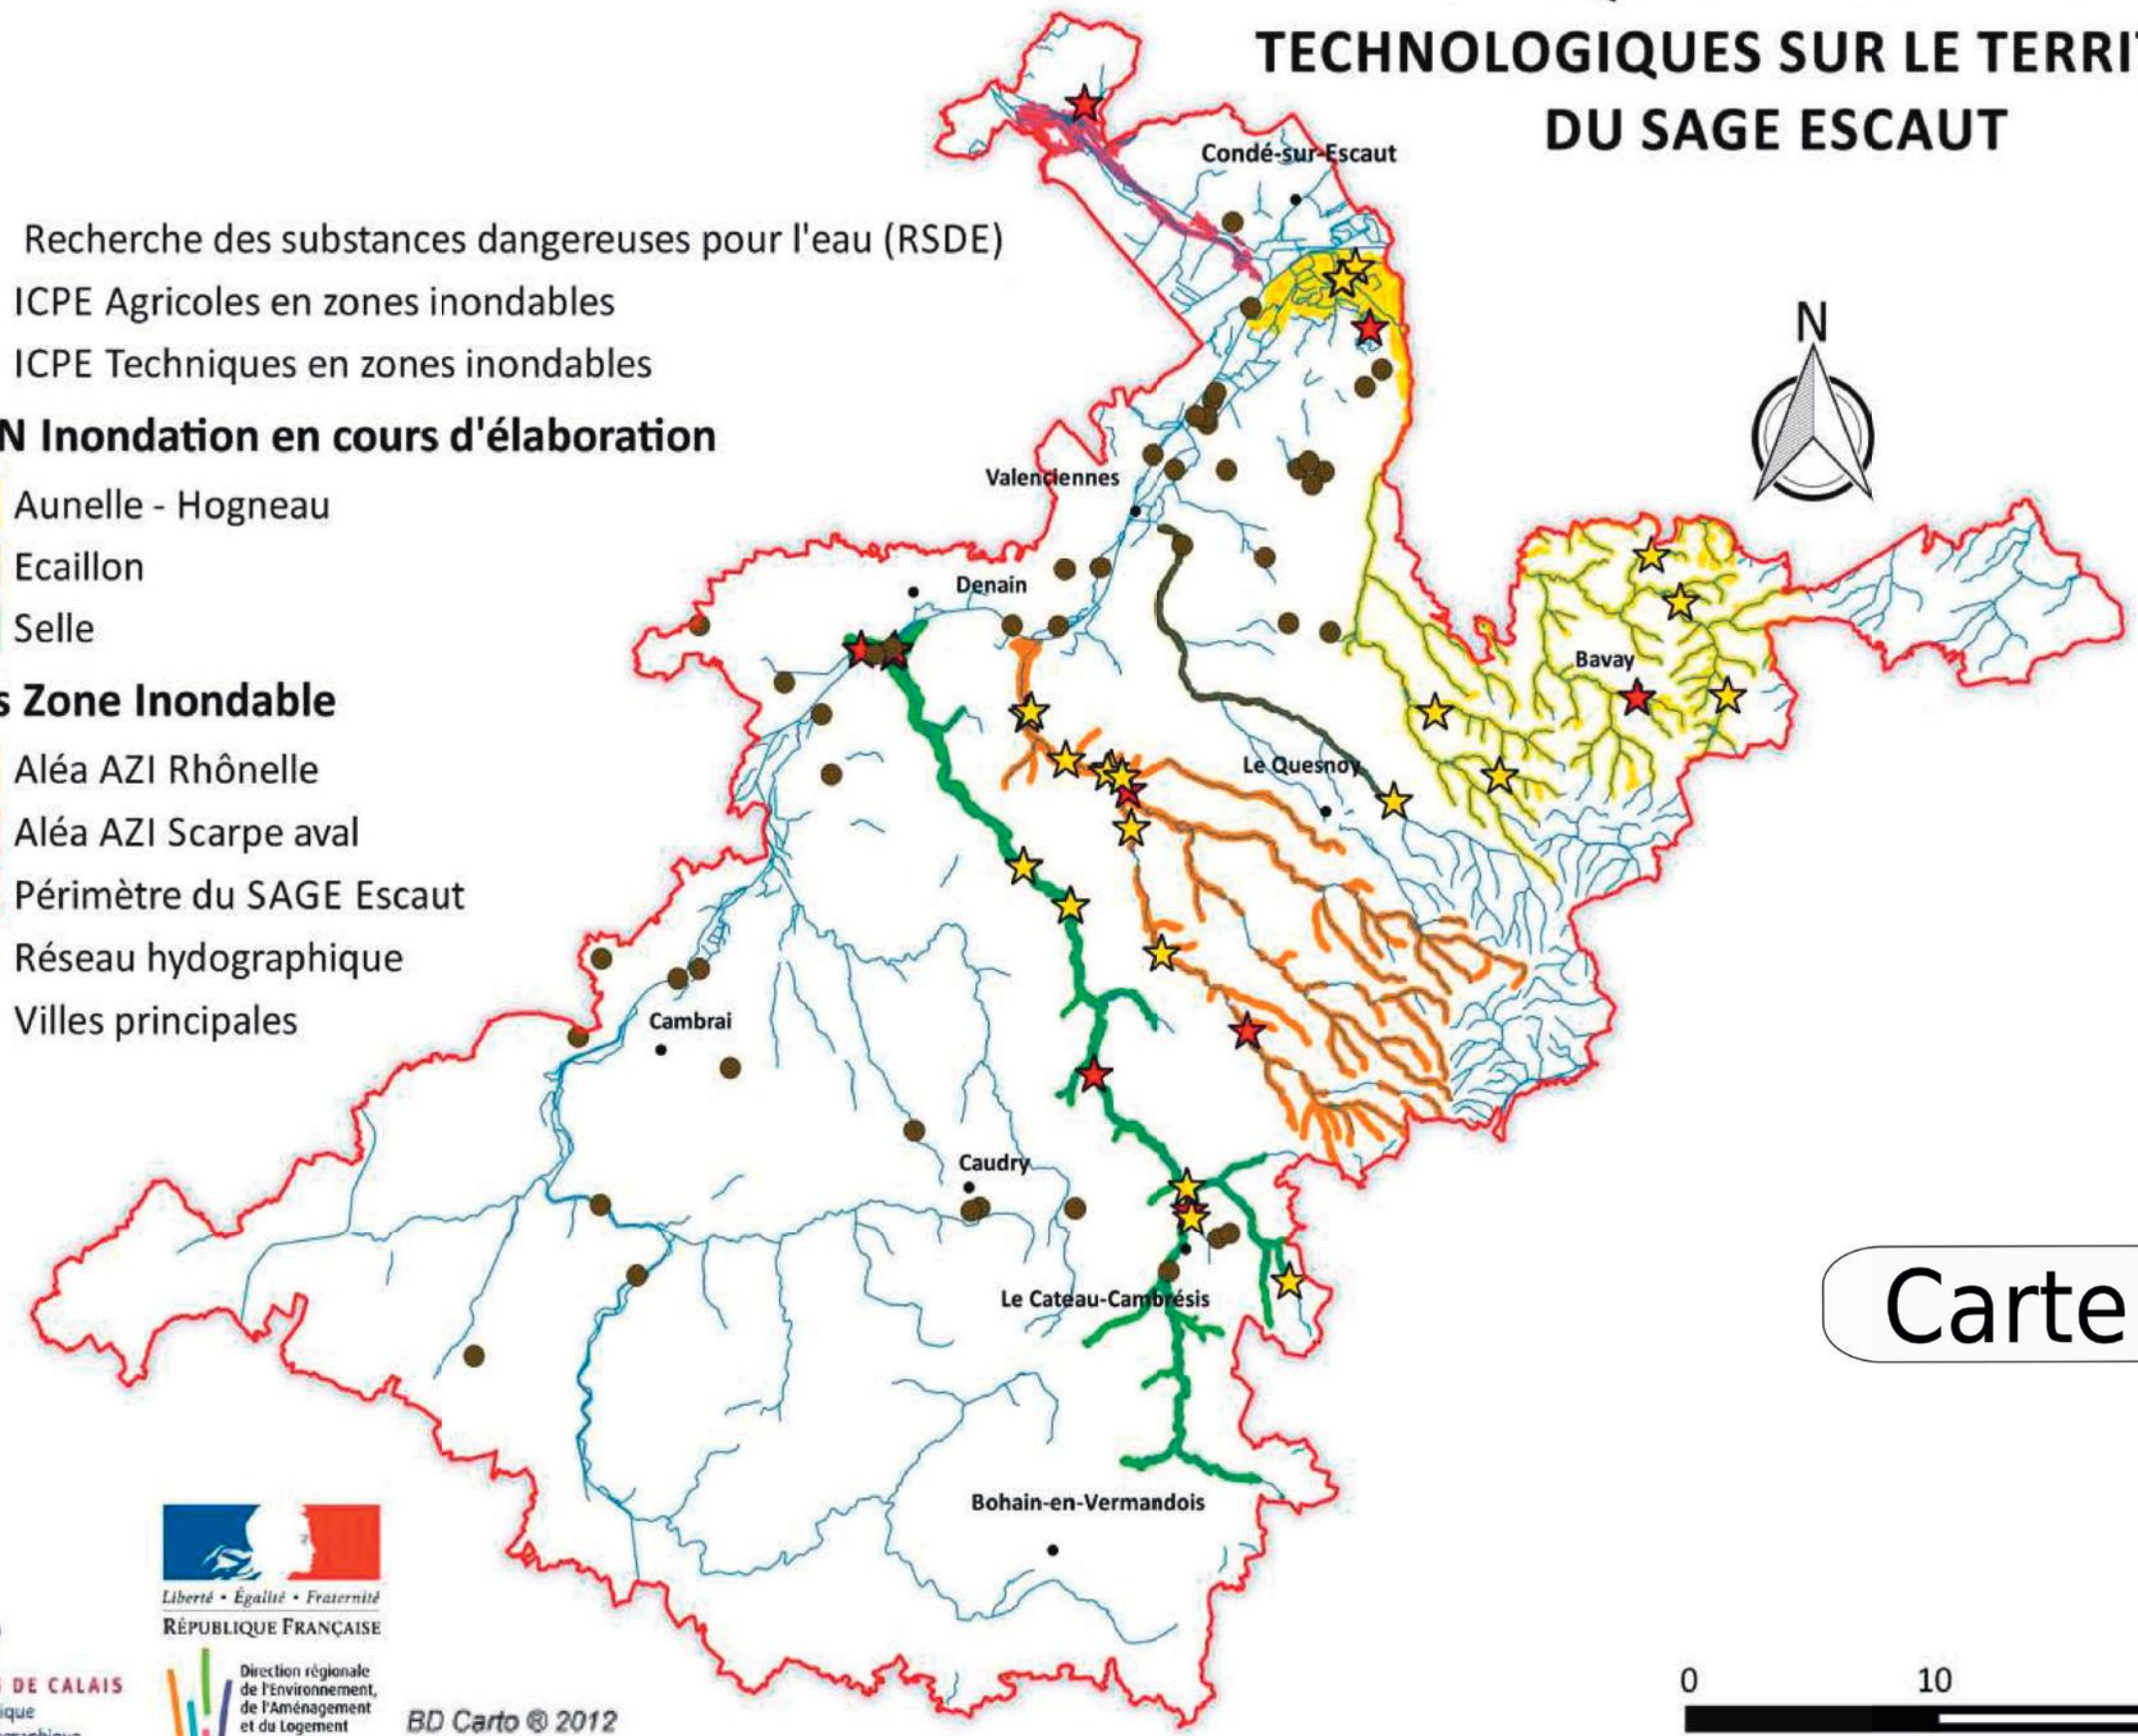 TECHNOLOGIQUES SUR LE TERRI
DU SAGE ESCAUT
Recherche des substances dangereuses pour l'eau (RSDE)
ICPE Agricoles en zones inondables
ICPE Techniques en zones inondables
N Inondation en cours d'élaboration
Aunelle - Hogneau
Ecaillon
Selle
s Zone Inondable
Aléa AZI Rhônelle
Aléa AZI Scarpe aval
Périmètre du SAGE Escaut
Réseau hydographique
Villes principales
Condé-sur-Escaut
N
Valenciennes
Denain
Bavay
Le Quesnoy
Cambrai
Caudry
Le Cateau-Cambrésis
Carte
Bohain-en-Vermandois
Liberté • Égalité • Fraternité
RÉPUBLIQUE FRANÇAISE
DE CALAIS
ique
Direction régionale
de l'Environnement,
de l'Aménagement
et du Logement
BD Carto ® 2012
0 10